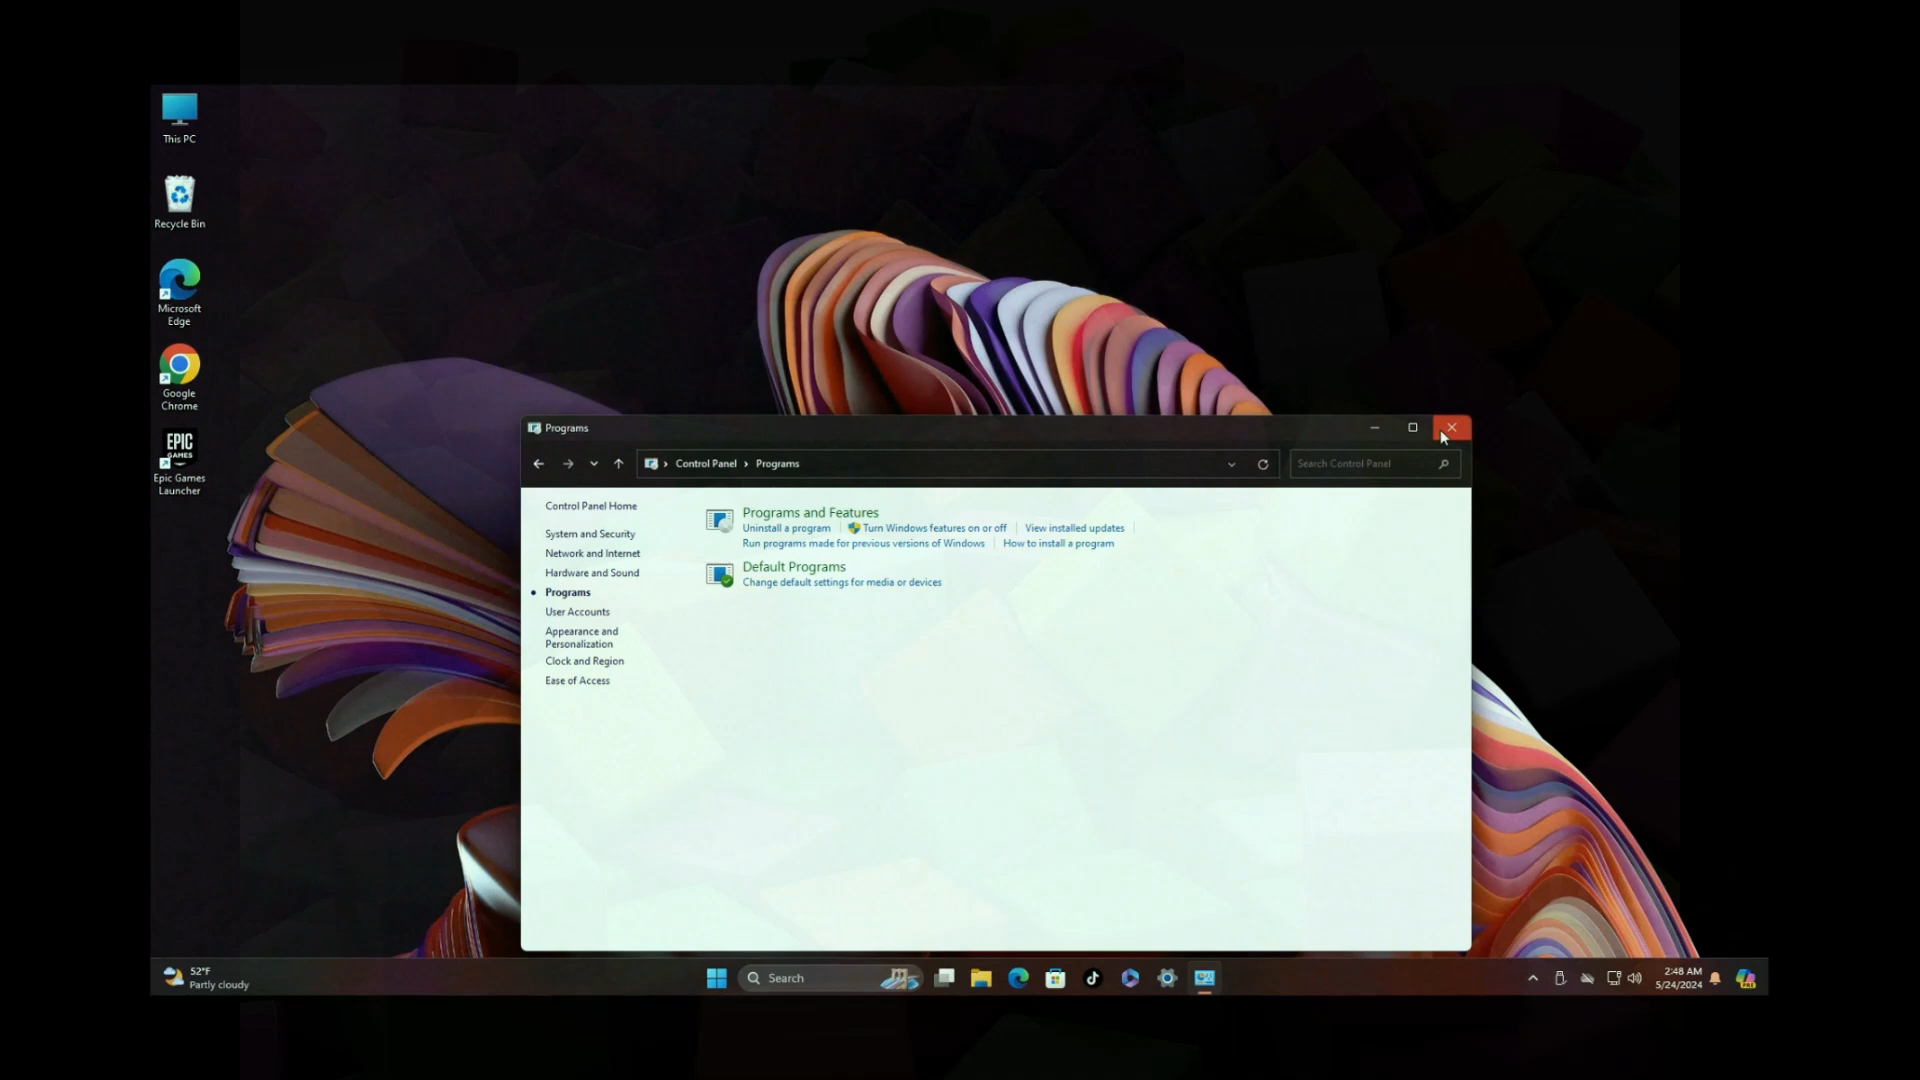 This PC
Recycle Bin
Microsoft
Edge
Google
Chrome
EPIC
GAMES
Epic Games
Launcher
Programs
Control Panel › Programs
Search Control Panel
Control Panel Home
System and Security
Network and Internet
Hardware and Sound
Programs
User Accounts
Appearance and
Personalization
Clock and Region
Ease of Access
Programs and Features
Uninstall a program
Turn Windows features on or off
View installed updates
Run programs made for previous versions of Windows
How to install a program
Default Programs
Change default settings for media or devices
52°F
Partly cloudy
Search
2:48 AM
5/24/2024
PRE